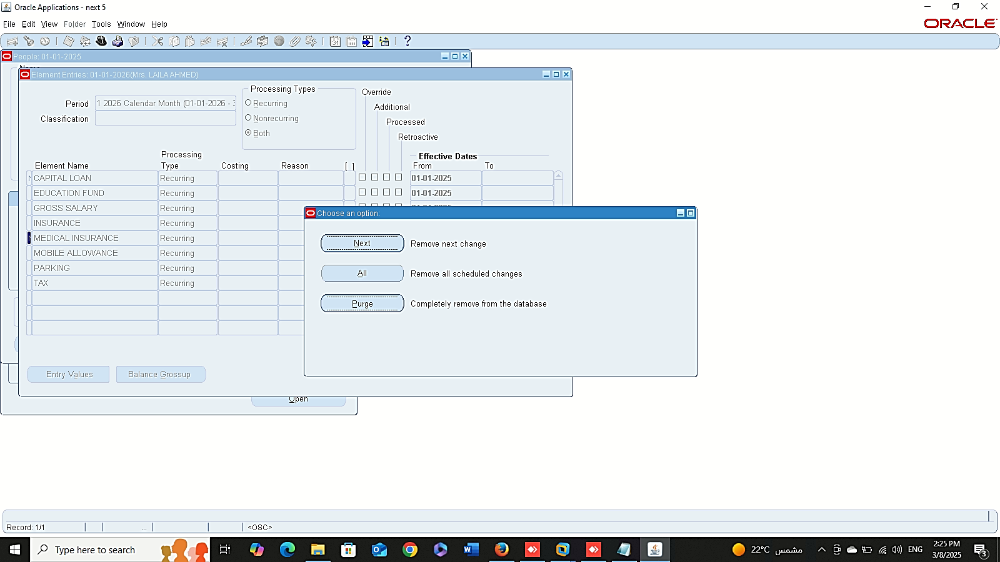 Oracle Applications - next 5
File Edit View Folder Tools Window Help
ORACLE
People: 01-01-2025
Element Entries: 01-01-2026(Mrs. LAILA AHMED)
Period 1 2026 Calendar Month (01-01-2026 -
Classification
Processing Types
Recurring
Nonrecurring
Both
Override
Additional
Processed
Retroactive
Effective Dates
Processing
Element Name Type Costing Reason [ ] From To
CAPITAL LOAN Recurring 01-01-2025
EDUCATION FUND Recurring 01-01-2025
GROSS SALARY Recurring
INSURANCE Recurring
MEDICAL INSURANCE Recurring
MOBILE ALLOWANCE Recurring
PARKING Recurring
TAX Recurring
Entry Values Balance Grossup
Open
Choose an option:
Next Remove next change
All Remove all scheduled changes
Purge Completely remove from the database
Record: 1/1 ... <OSC>
Type here to search
22°C مشمس
ENG
2:25 PM
3/8/2025
3